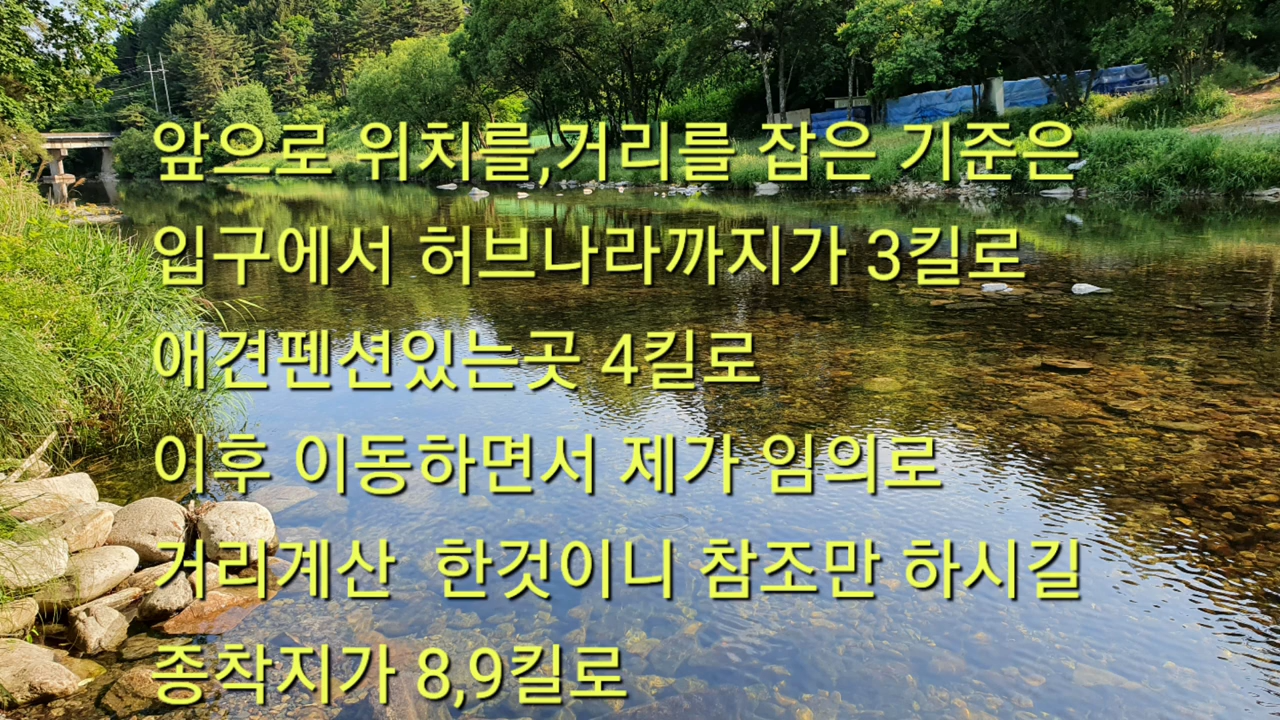 앞으로 위치를,거리를 잡은 기준은
입구에서 허브나라까지가 3킬로
애견펜션있는곳 4킬로
이후 이동하면서 제가 임의로
거리계산 한것이니 참조만 하시길
종착지가 8,9킬로